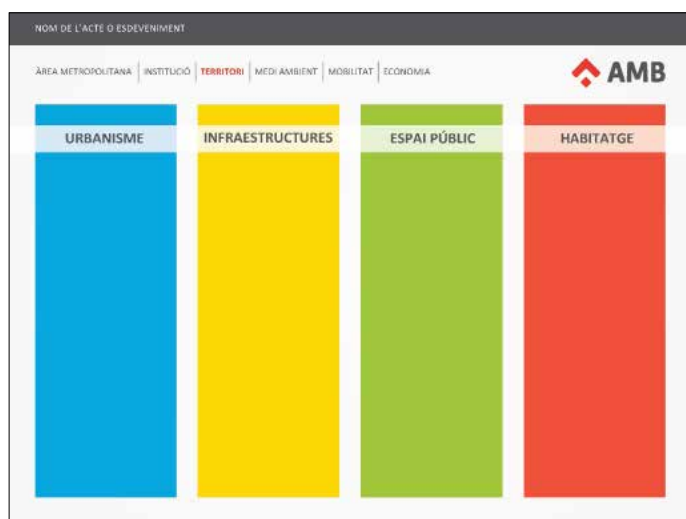 NOM DE L'ACTE O ESDEVENIMENT
ÀREA METROPOLITANA | INSTITUCIÓ | TERRITORI | MEDI AMBIENT | MOBILITAT | ECONOMIA
AMB
URBANISME
INFRAESTRUCTURES
ESPAI PÚBLIC
HABITATGE